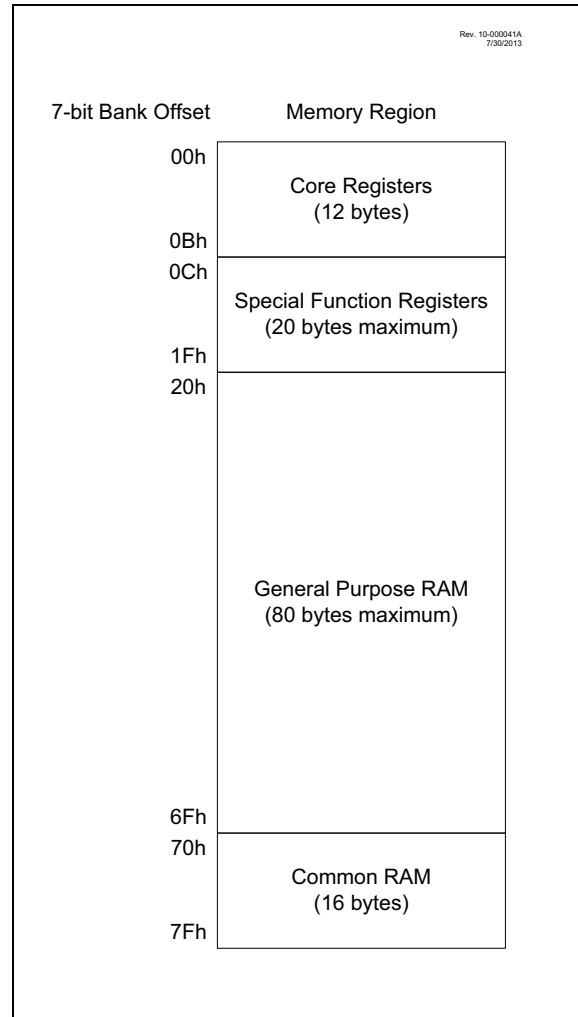 Rev. 10-000041A
7/30/2013
7-bit Bank Offset
Memory Region
00h
Core Registers
(12 bytes)
0Bh
0Ch
Special Function Registers
(20 bytes maximum)
1Fh
20h
General Purpose RAM
(80 bytes maximum)
6Fh
70h
Common RAM
(16 bytes)
7Fh